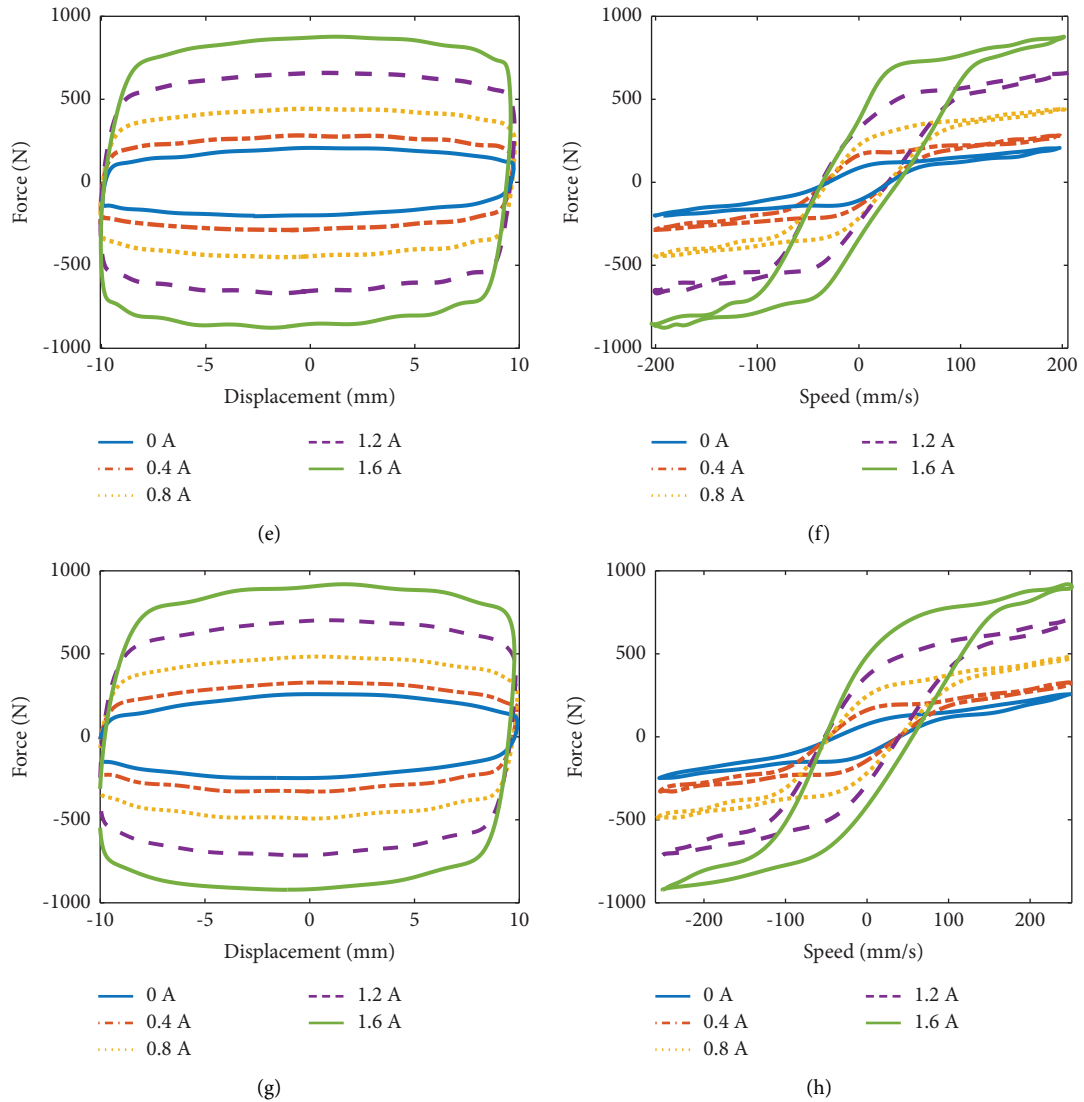 1000
500
0
-500
-1000
Force (N)
-10 -5 0 5 10
Displacement (mm)
0 A
0.4 A
0.8 A
1.2 A
1.6 A
(e)
1000
500
0
-500
-1000
Force (N)
-200 -100 0 100 200
Speed (mm/s)
0 A
0.4 A
0.8 A
1.2 A
1.6 A
(f)
1000
500
0
-500
-1000
Force (N)
-10 -5 0 5 10
Displacement (mm)
0 A
0.4 A
0.8 A
1.2 A
1.6 A
(g)
1000
500
0
-500
-1000
Force (N)
-200 -100 0 100 200
Speed (mm/s)
0 A
0.4 A
0.8 A
1.2 A
1.6 A
(h)